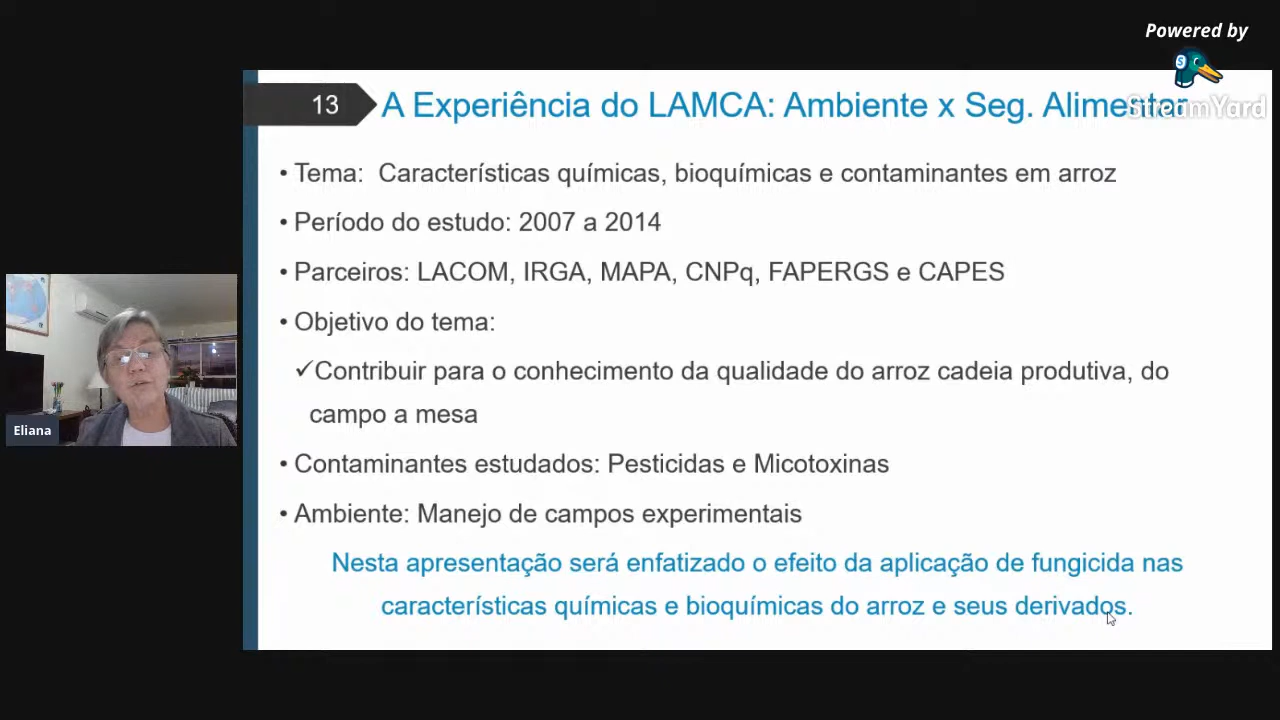 Powered by
StreamYard
13
A Experiência do LAMCA: Ambiente x Seg. Alimentar
• Tema: Características químicas, bioquímicas e contaminantes em arroz
• Período do estudo: 2007 a 2014
• Parceiros: LACOM, IRGA, MAPA, CNPq, FAPERGS e CAPES
• Objetivo do tema:
✓Contribuir para o conhecimento da qualidade do arroz cadeia produtiva, do
campo a mesa
• Contaminantes estudados: Pesticidas e Micotoxinas
• Ambiente: Manejo de campos experimentais
Nesta apresentação será enfatizado o efeito da aplicação de fungicida nas
características químicas e bioquímicas do arroz e seus derivados.
Eliana